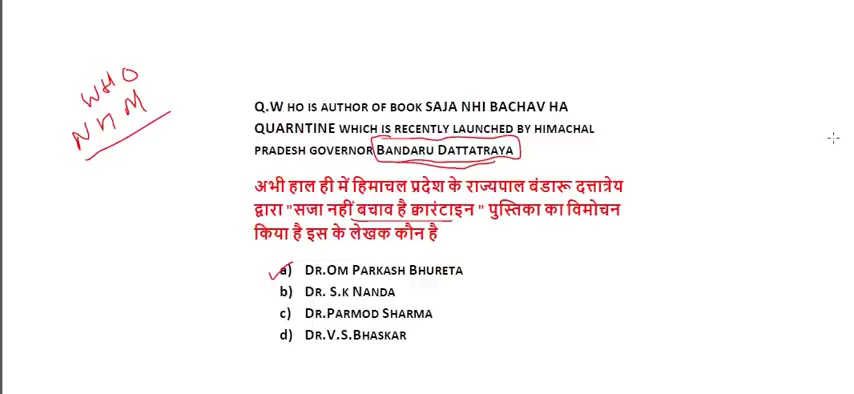 WHO
NHM
Q.W HO IS AUTHOR OF BOOK SAJA NHI BACHAV HA
QUARNTINE WHICH IS RECENTLY LAUNCHED BY HIMACHAL
PRADESH GOVERNOR BANDARU DATTATRAYA
अभी हाल ही में हिमाचल प्रदेश के राज्यपाल बंडारू दत्तात्रेय
द्वारा "सजा नहीं बचाव है क्वारंटाइन " पुस्तिका का विमोचन
किया है इस के लेखक कौन है
a) DR.OM PARKASH BHURETA
b) DR. S.K NANDA
c) DR.PARMOD SHARMA
d) DR.V.S.BHASKAR